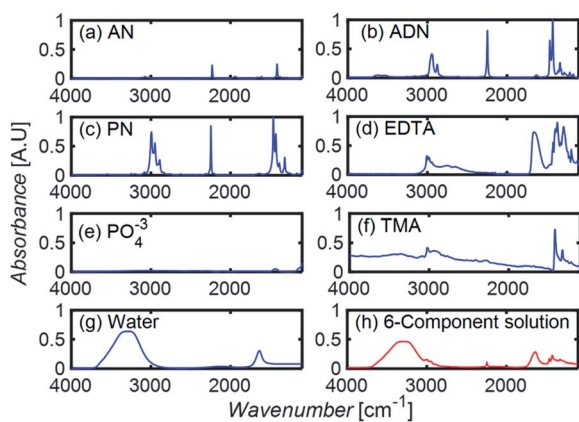 (a) AN
(b) ADN
1
0.5
0
4000 3000 2000
1
0.5
0
4000 3000 2000
(c) PN
(d) EDTA
1
0.5
0
4000 3000 2000
1
0.5
0
4000 3000 2000
(e) PO₄⁻³
(f) TMA
1
0.5
0
4000 3000 2000
1
0.5
0
4000 3000 2000
(g) Water
(h) 6-Component solution
1
0.5
0
4000 3000 2000
1
0.5
0
4000 3000 2000
Absorbance [A.U]
Wavenumber [cm⁻¹]